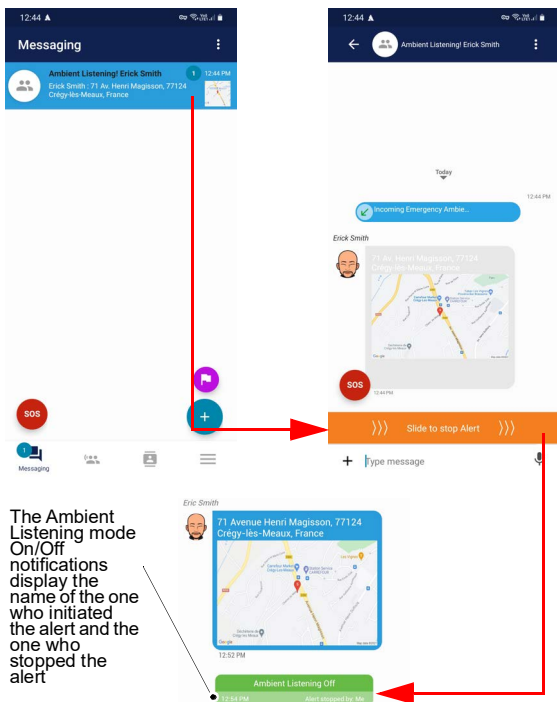 12:44
Messaging
Ambient Listening! Erick Smith
1
12:44 PM
Erick Smith : 71 Av. Henri Magisson, 77124
Crégy-lès-Meaux, France
SOS
+
1
Messaging
12:44
Ambient Listening! Erick Smith
Today
12:44 PM
Incoming Emergency Ambie...
Erick Smith
71 Av. Henri Magisson, 77124
Crégy-lès-Meaux, France
Google
SOS
12:44 PM
))) Slide to stop Alert )))
+ Type message
The Ambient
Listening mode
On/Off
notifications
display the
name of the one
who initiated
the alert and the
one who
stopped the
alert
Eric Smith
71 Avenue Henri Magisson, 77124
Crégy-lès-Meaux, France
Google
12:52 PM
Ambient Listening Off
12:54 PM
Alert stopped by: Me